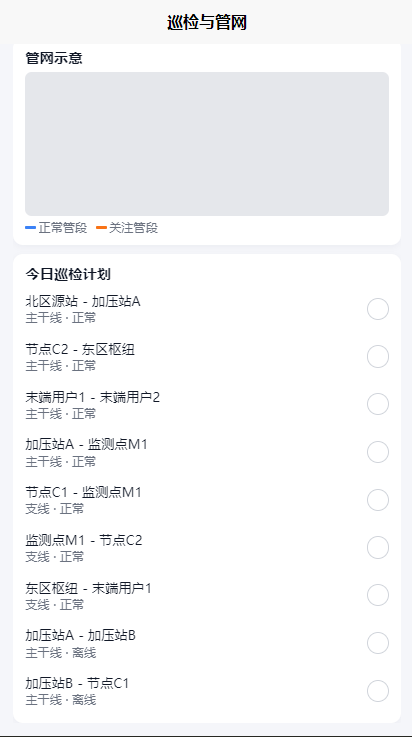 巡检与管网
管网示意
正常管段 关注管段
今日巡检计划
北区源站 - 加压站A
主干线 · 正常
节点C2 - 东区枢纽
主干线 · 正常
末端用户1 - 末端用户2
主干线 · 正常
加压站A - 监测点M1
主干线 · 正常
节点C1 - 监测点M1
支线 · 正常
监测点M1 - 节点C2
支线 · 正常
东区枢纽 - 末端用户1
支线 · 正常
加压站A - 加压站B
主干线 · 离线
加压站B - 节点C1
主干线 · 离线